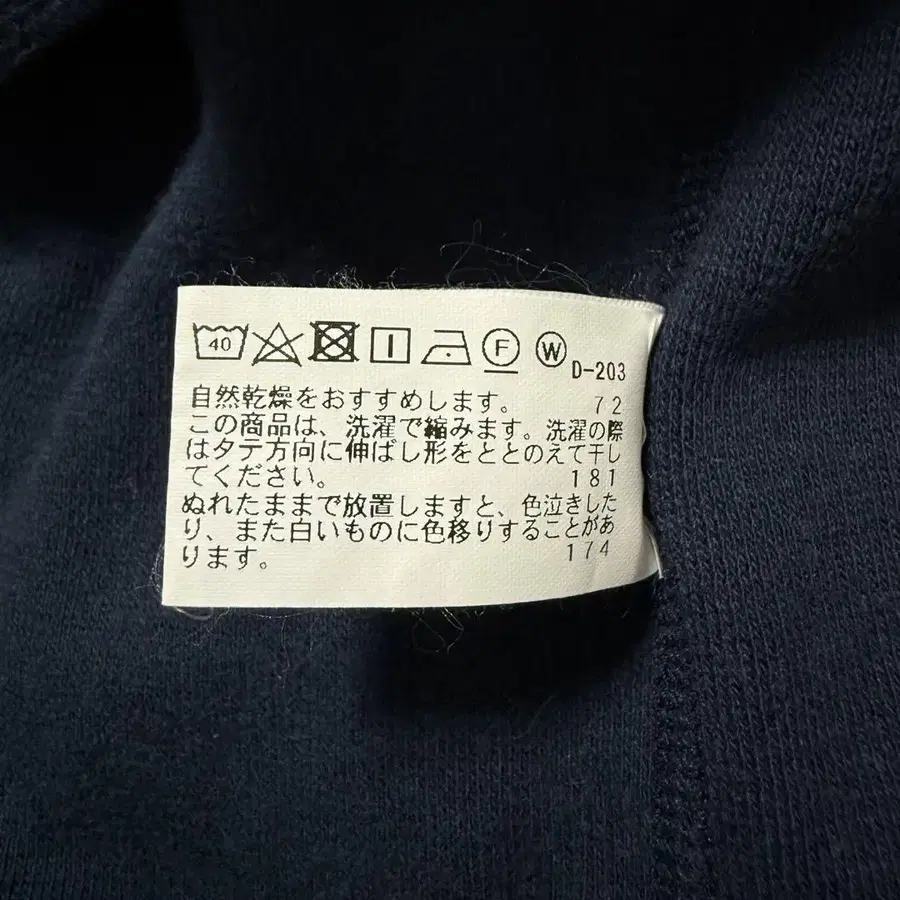 40 F W D-203
自然乾燥をおすすめします。 72
この商品は、洗濯で縮みます。洗濯の際
はタテ方向に伸ばし形をととのえて干し
てください。 181
ぬれたままで放置しますと、色泣きした
り、また白いものに色移りすることがあ
ります。 174